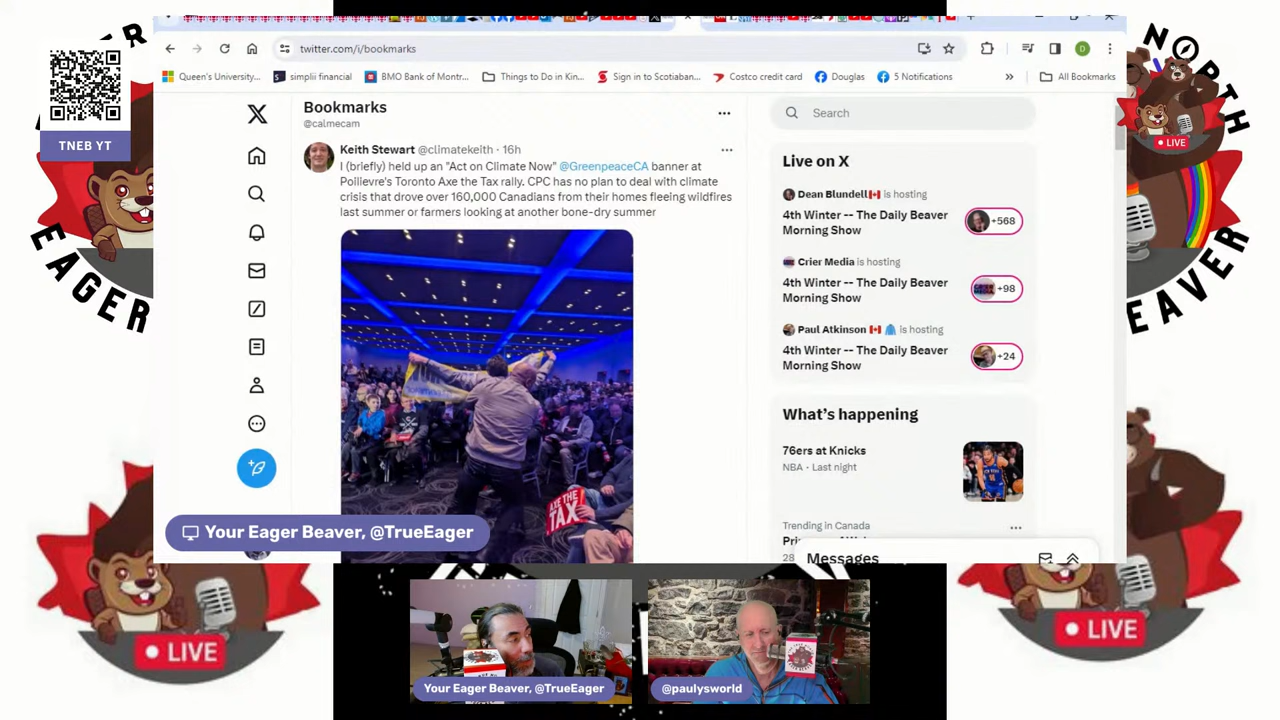 TNEB YT
EAGER
NORTH
BEAVER
LIVE
twitter.com/i/bookmarks
D
Queen's University...
simplii financial
BMO Bank of Montr...
Things to Do in Kin...
Sign in to Scotiaban...
Costco credit card
Douglas
5 Notifications
»
All Bookmarks
Bookmarks
@calmecam
Keith Stewart @climatekeith · 16h
I (briefly) held up an "Act on Climate Now" @GreenpeaceCA banner at
Poilievre's Toronto Axe the Tax rally. CPC has no plan to deal with climate
crisis that drove over 160,000 Canadians from their homes fleeing wildfires
last summer or farmers looking at another bone-dry summer
AXE THE
TAX
Search
Live on X
Dean Blundell is hosting
4th Winter -- The Daily Beaver
Morning Show
+568
Crier Media is hosting
4th Winter -- The Daily Beaver
Morning Show
+98
Paul Atkinson is hosting
4th Winter -- The Daily Beaver
Morning Show
+24
What's happening
76ers at Knicks
NBA · Last night
Trending in Canada
28
Messages
Your Eager Beaver, @TrueEager
LIVE
LIVE
Your Eager Beaver, @TrueEager
@paulysworld